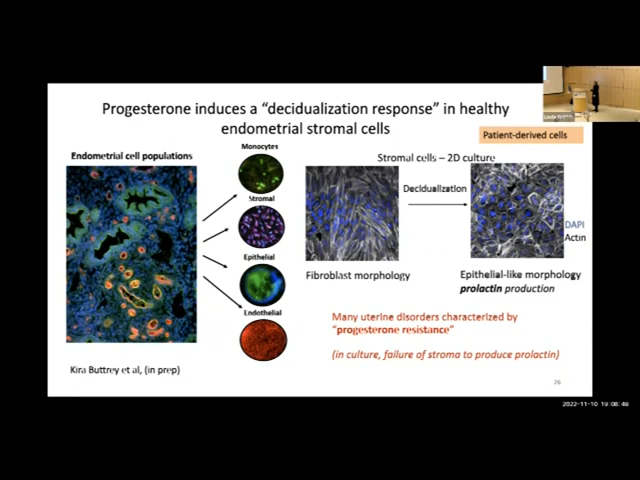 Progesterone induces a “decidualization response” in healthy
endometrial stromal cells
Patient-derived cells
Endometrial cell populations
Monocytes
Stromal
Epithelial
Endothelial
Stromal cells – 2D culture
Decidualization
DAPI
Actin
Fibroblast morphology
Epithelial-like morphology
prolactin production
Many uterine disorders characterized by
“progesterone resistance”
(in culture, failure of stroma to produce prolactin)
Kira Buttrey et al, (in prep)
26
2022-11-10